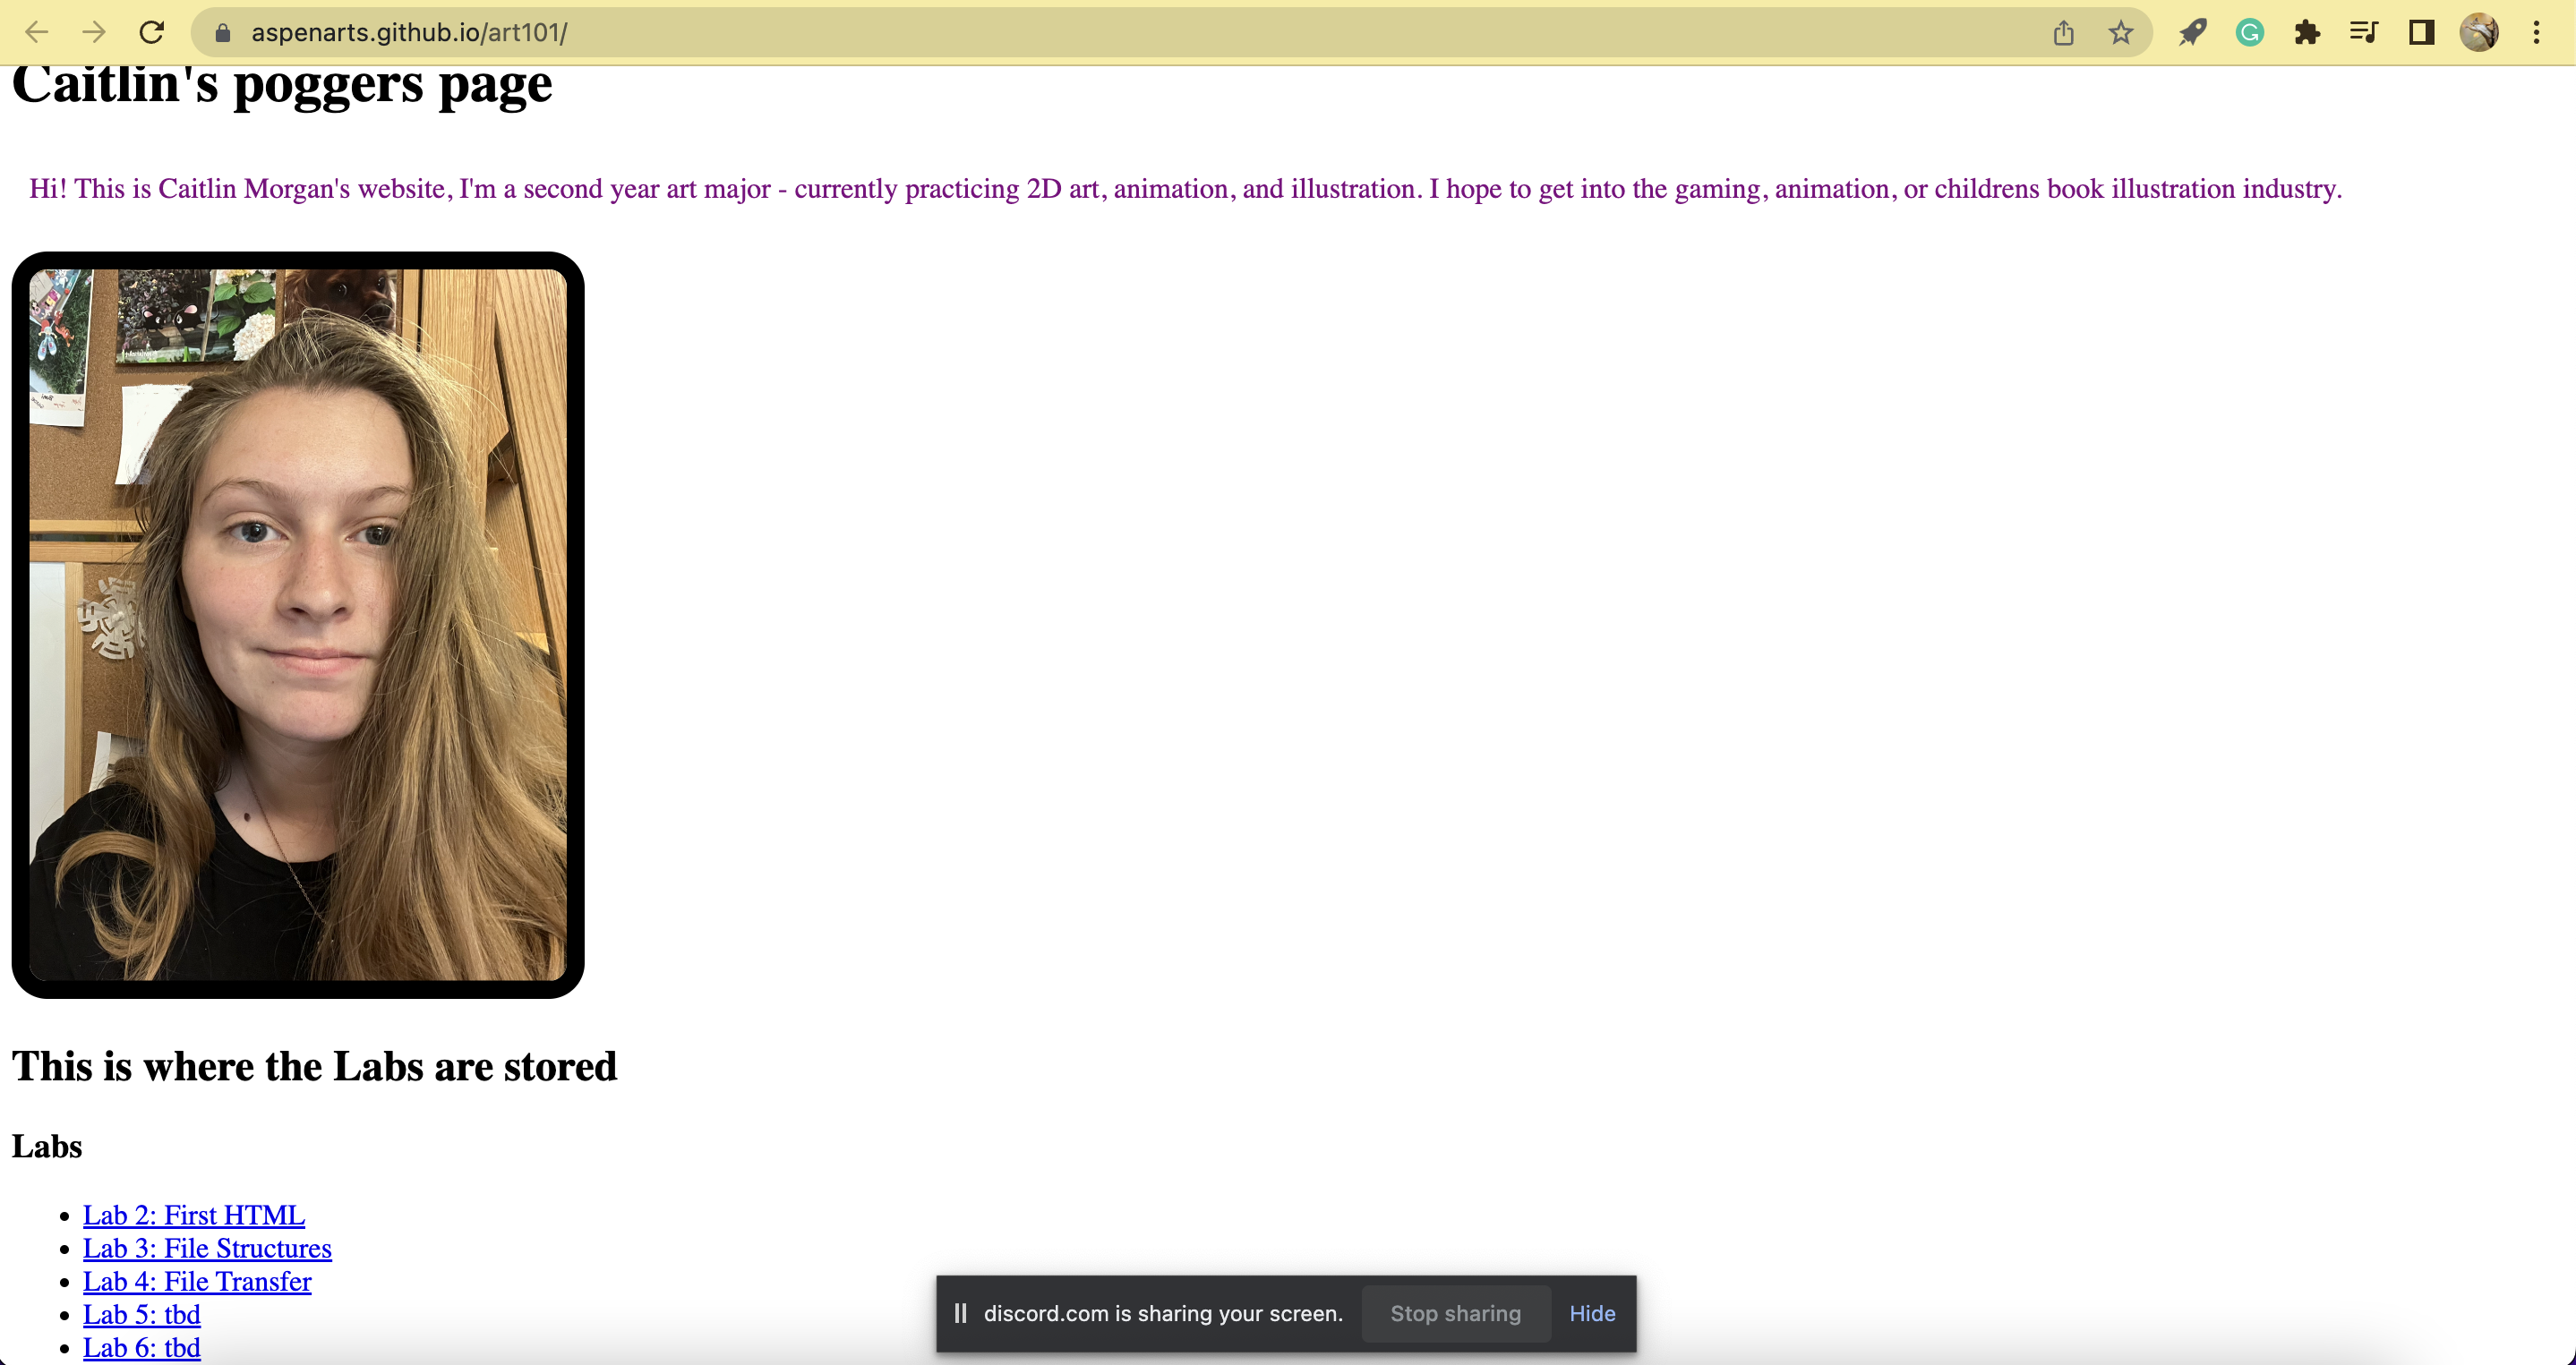 aspenarts.github.io/art101/
Caitlin's poggers page
Hi! This is Caitlin Morgan's website, I'm a second year art major - currently practicing 2D art, animation, and illustration. I hope to get into the gaming, animation, or childrens book illustration industry.
This is where the Labs are stored
Labs
Lab 2: First HTML
Lab 3: File Structures
Lab 4: File Transfer
Lab 5: tbd
Lab 6: tbd
discord.com is sharing your screen. Stop sharing Hide